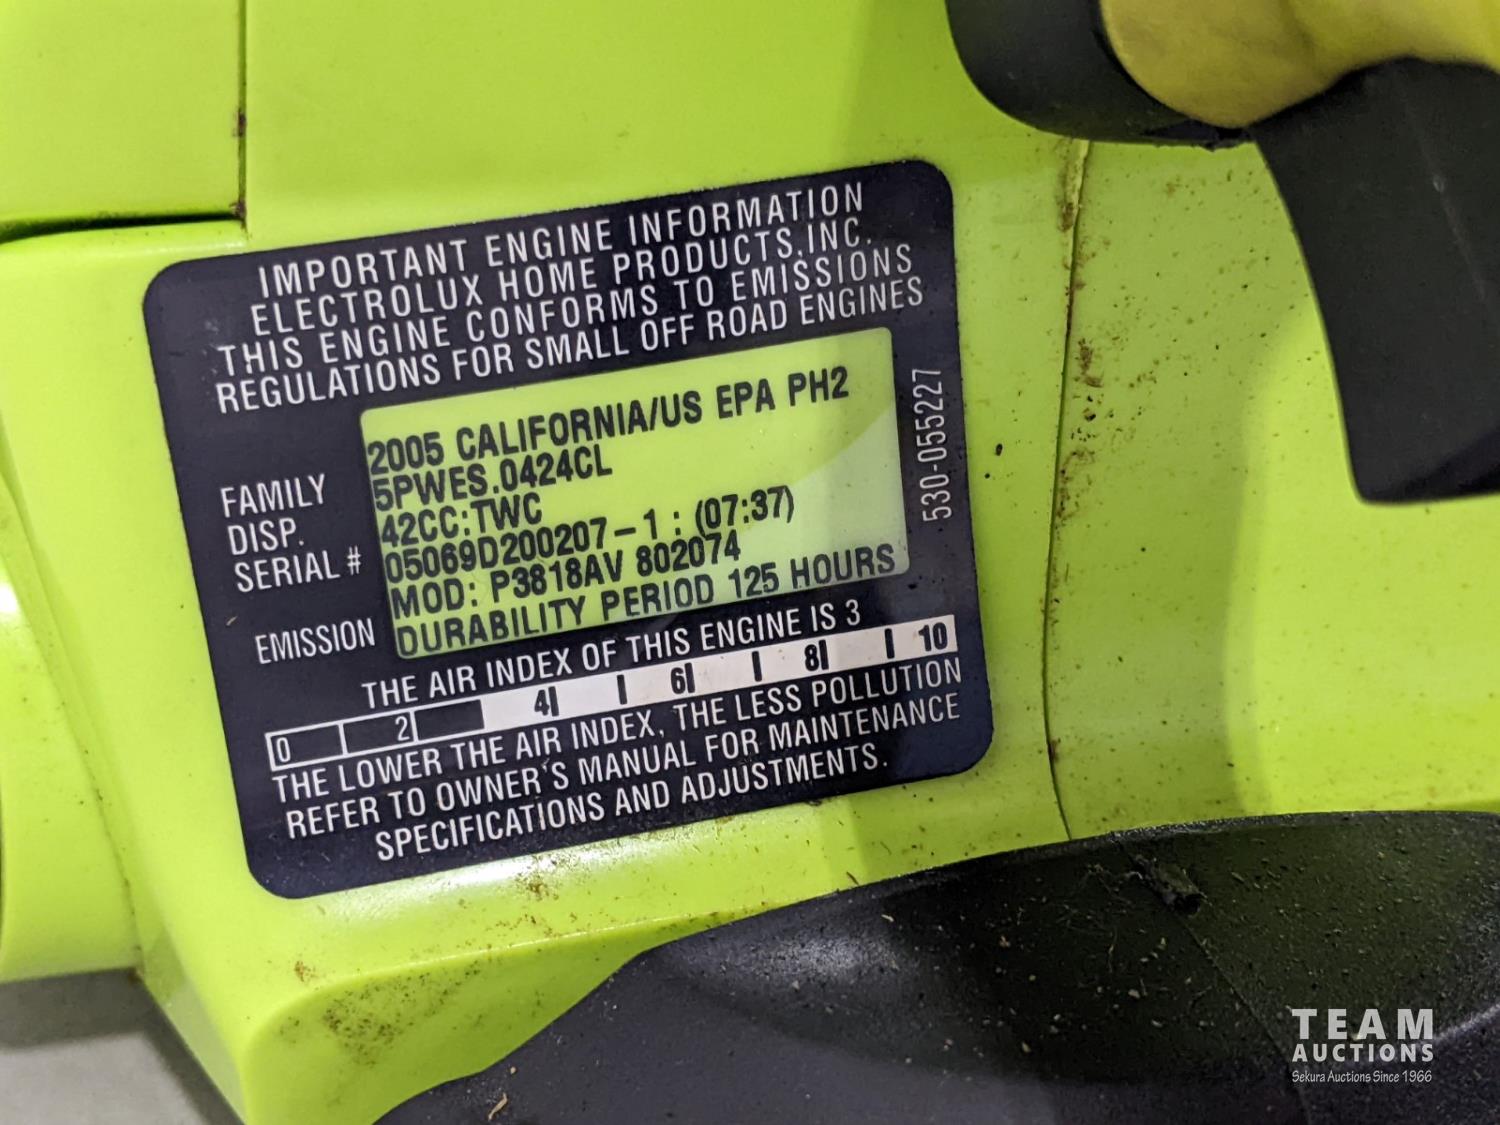 IMPORTANT ENGINE INFORMATION
ELECTROLUX HOME PRODUCTS, INC.
THIS ENGINE CONFORMS TO EMISSIONS
REGULATIONS FOR SMALL OFF ROAD ENGINES
2005 CALIFORNIA/US EPA PH2
FAMILY 5PWES.0424CL
DISP. 42CC:TWC
SERIAL # 05069D200207-1 : (07:37)
MOD: P3818AV 802074
EMISSION DURABILITY PERIOD 125 HOURS
530-055227
THE AIR INDEX OF THIS ENGINE IS 3
0 2 4 6 8 10
THE LOWER THE AIR INDEX, THE LESS POLLUTION
REFER TO OWNER'S MANUAL FOR MAINTENANCE
SPECIFICATIONS AND ADJUSTMENTS.
TEAM
AUCTIONS
Sekura Auctions Since 1966